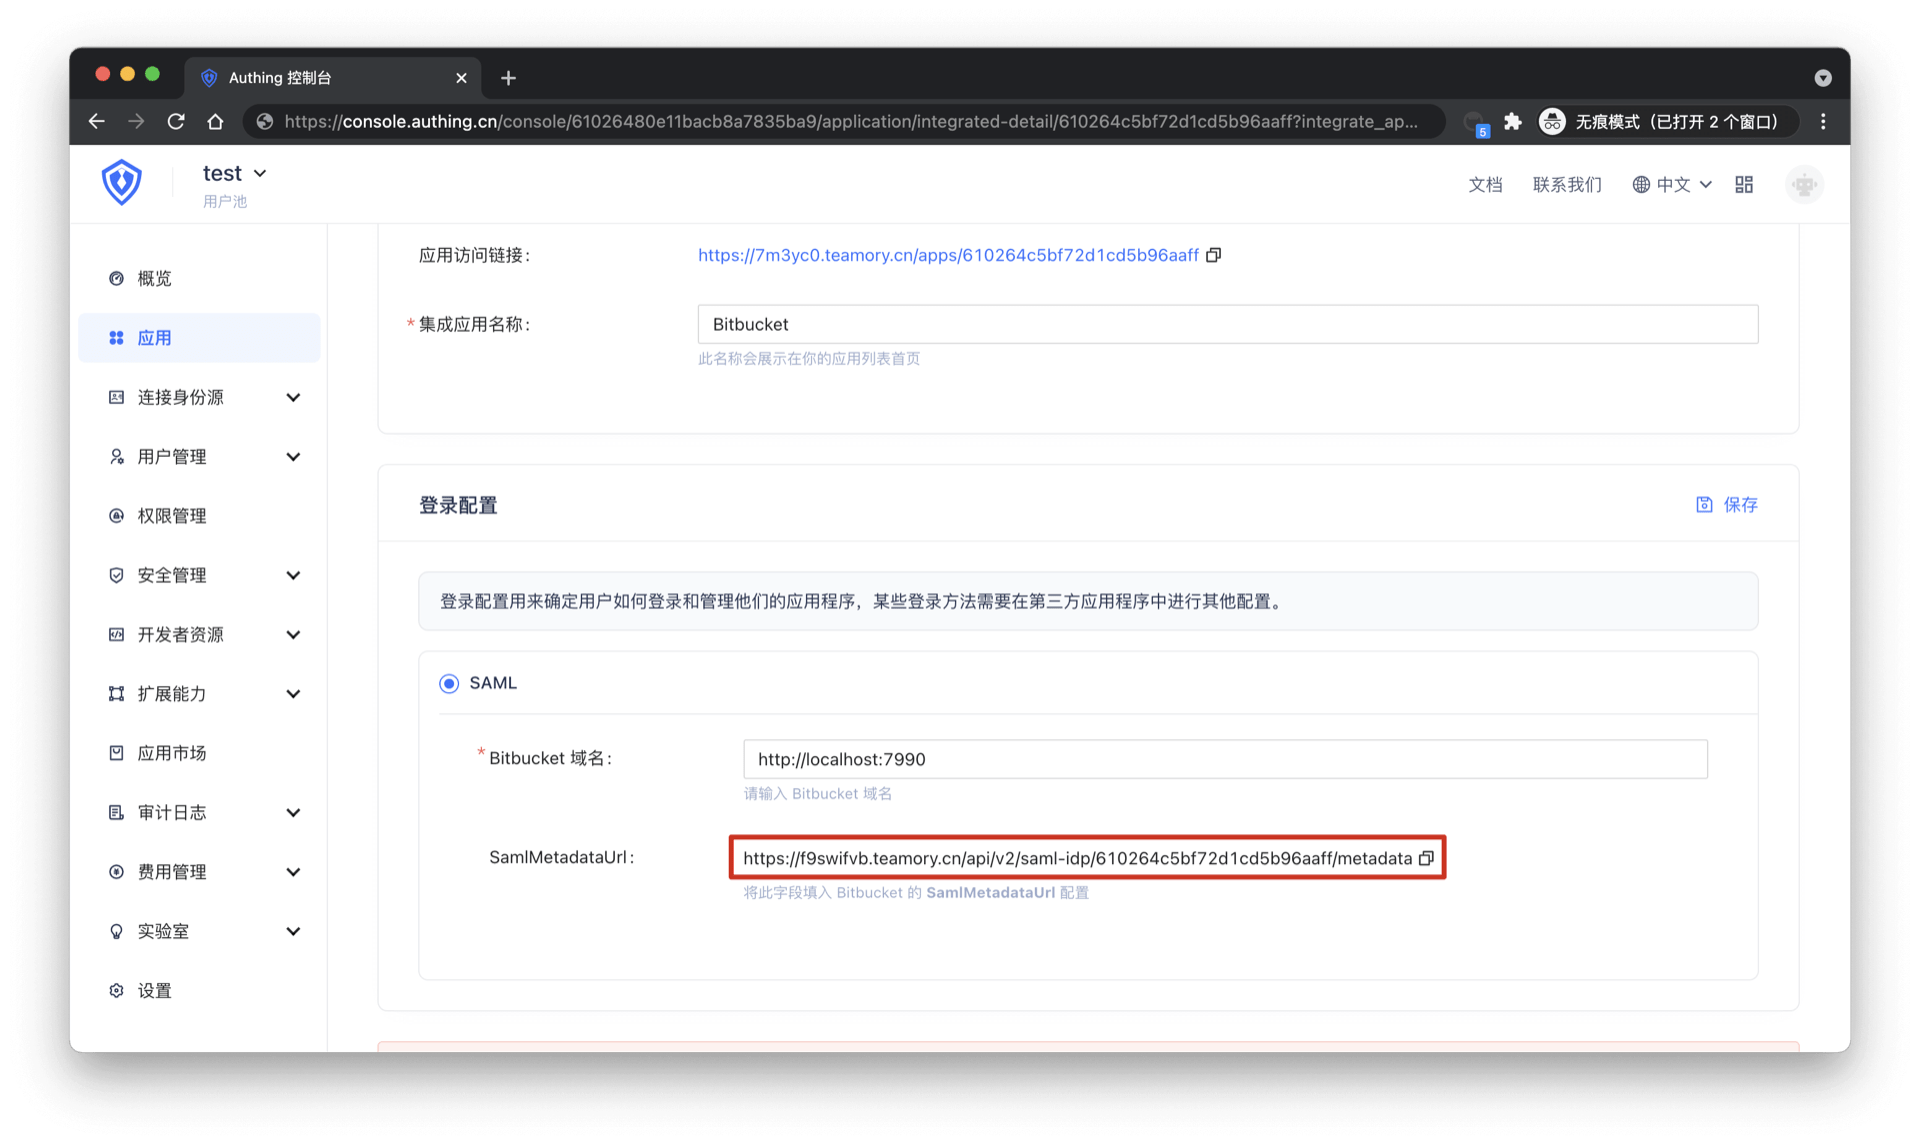 Authing 控制台
https://console.authing.cn/console/61026480e11bacb8a7835ba9/application/integrated-detail/610264c5bf72d1cd5b96aaff?integrate_ap...
5
无痕模式（已打开 2 个窗口）
test
用户池
文档
联系我们
中文
概览
应用
连接身份源
用户管理
权限管理
安全管理
开发者资源
扩展能力
应用市场
审计日志
费用管理
实验室
设置
应用访问链接： https://7m3yc0.teamory.cn/apps/610264c5bf72d1cd5b96aaff
* 集成应用名称： Bitbucket
此名称会展示在你的应用列表首页
登录配置
保存
登录配置用来确定用户如何登录和管理他们的应用程序，某些登录方法需要在第三方应用程序中进行其他配置。
SAML
* Bitbucket 域名： http://localhost:7990
请输入 Bitbucket 域名
SamlMetadataUrl： https://f9swifvb.teamory.cn/api/v2/saml-idp/610264c5bf72d1cd5b96aaff/metadata
将此字段填入 Bitbucket 的 SamlMetadataUrl 配置